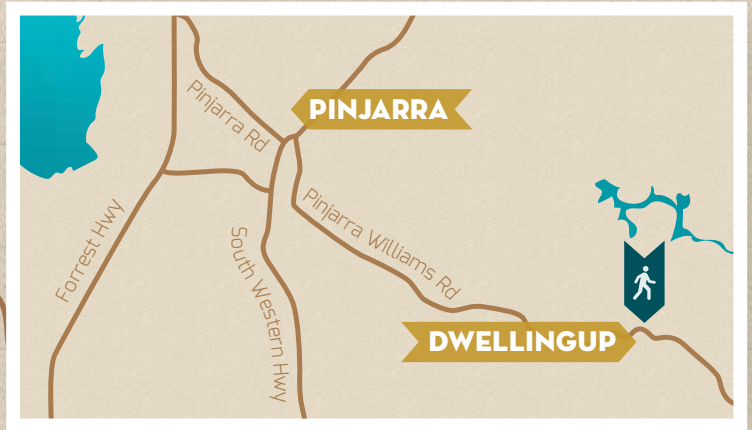 PINJARRA
Pinjarra Rd
Forrest Hwy
South Western Hwy
Pinjarra Williams Rd
DWELLINGUP